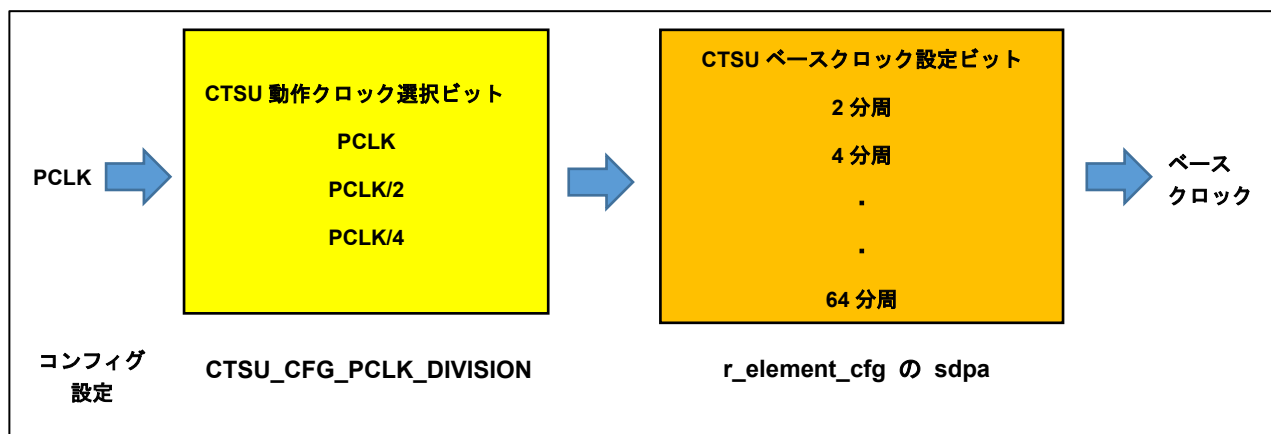 PCLK
CTSU 動作クロック選択ビット
PCLK
PCLK/2
PCLK/4
CTSU ベースクロック設定ビット
2 分周
4 分周
・
・
64 分周
ベース
クロック
コンフィグ
設定
CTSU_CFG_PCLK_DIVISION
r_element_cfg の sdpa